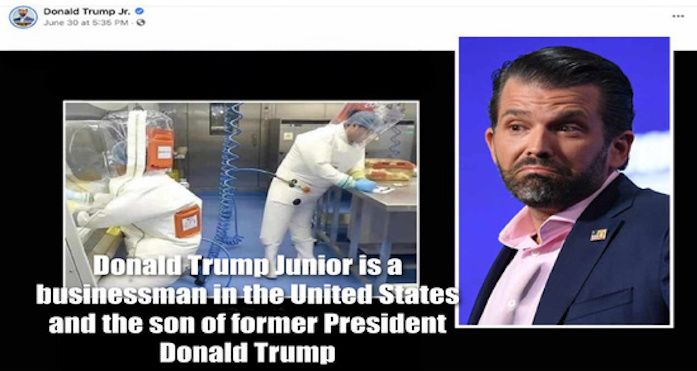 Donald Trump Jr.
June 30 at 5:35 PM ·
Donald Trump Junior is a
businessman in the United States
and the son of former President
Donald Trump